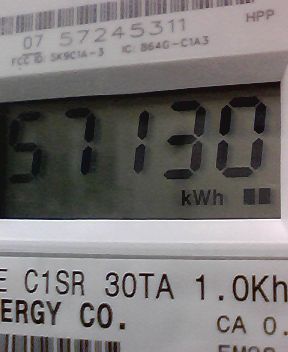 07 57245311 HPP
FCC ID: SK9C1A-3 IC: 864G-C1A3
57130
kWh
E C1SR 30TA 1.0Kh
ERGY CO.
CA 0.